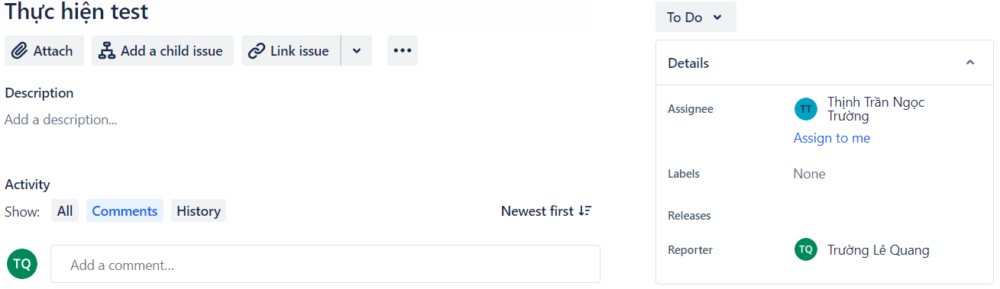 Thực hiện test
Attach
Add a child issue
Link issue
Description
Add a description...
Activity
Show:
All
Comments
History
Newest first
TQ
Add a comment...
To Do
Details
Assignee
TT
Thịnh Trần Ngọc
Trường
Assign to me
Labels
None
Releases
Reporter
TQ
Trường Lê Quang